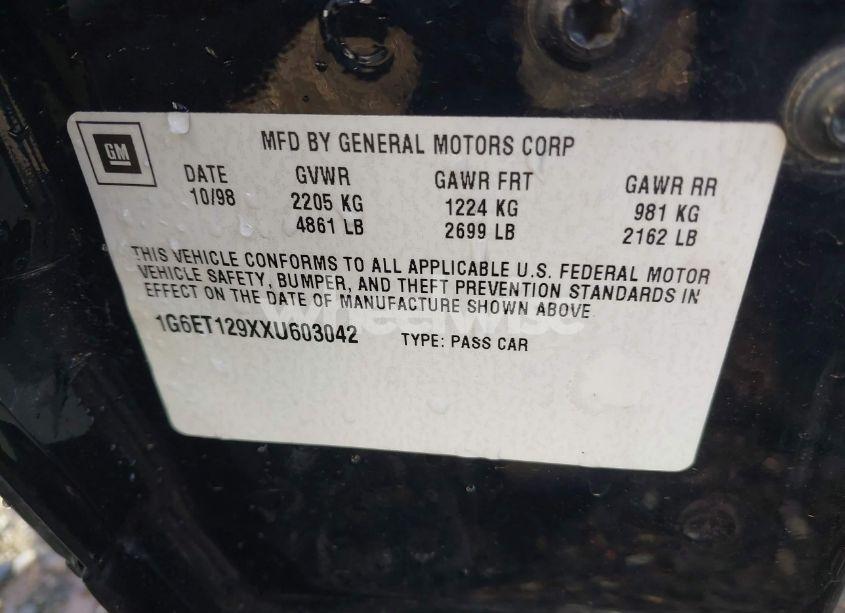 GM
MFD BY GENERAL MOTORS CORP
DATE GVWR GAWR FRT GAWR RR
10/98 2205 KG 1224 KG 981 KG
4861 LB 2699 LB 2162 LB
THIS VEHICLE CONFORMS TO ALL APPLICABLE U.S. FEDERAL MOTOR
VEHICLE SAFETY, BUMPER, AND THEFT PREVENTION STANDARDS IN
EFFECT ON THE DATE OF MANUFACTURE SHOWN ABOVE
1G6ET129XXU603042 TYPE: PASS CAR